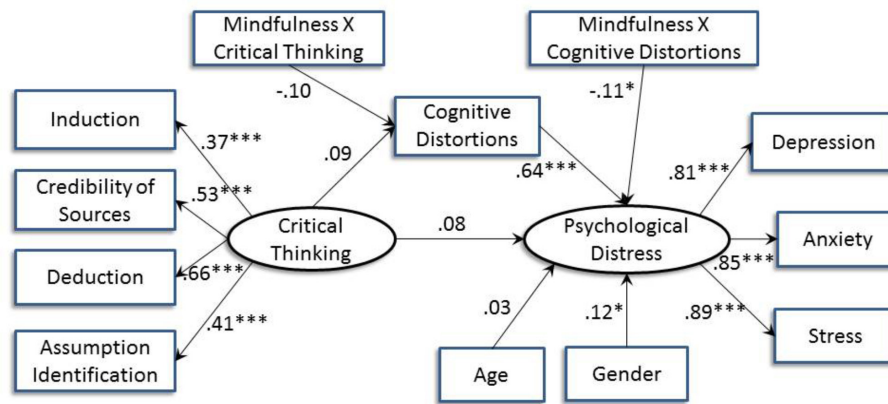 Mindfulness X
Critical Thinking
Mindfulness X
Cognitive Distortions
-.10
-.11*
Induction
Cognitive
Distortions
Depression
.37***
.09
.64***
.81***
Credibility of
Sources
.53***
Critical
Thinking
.08
Psychological
Distress
Anxiety
.85***
Deduction
.66***
.41***
.03
.12*
.89***
Stress
Assumption
Identification
Age
Gender